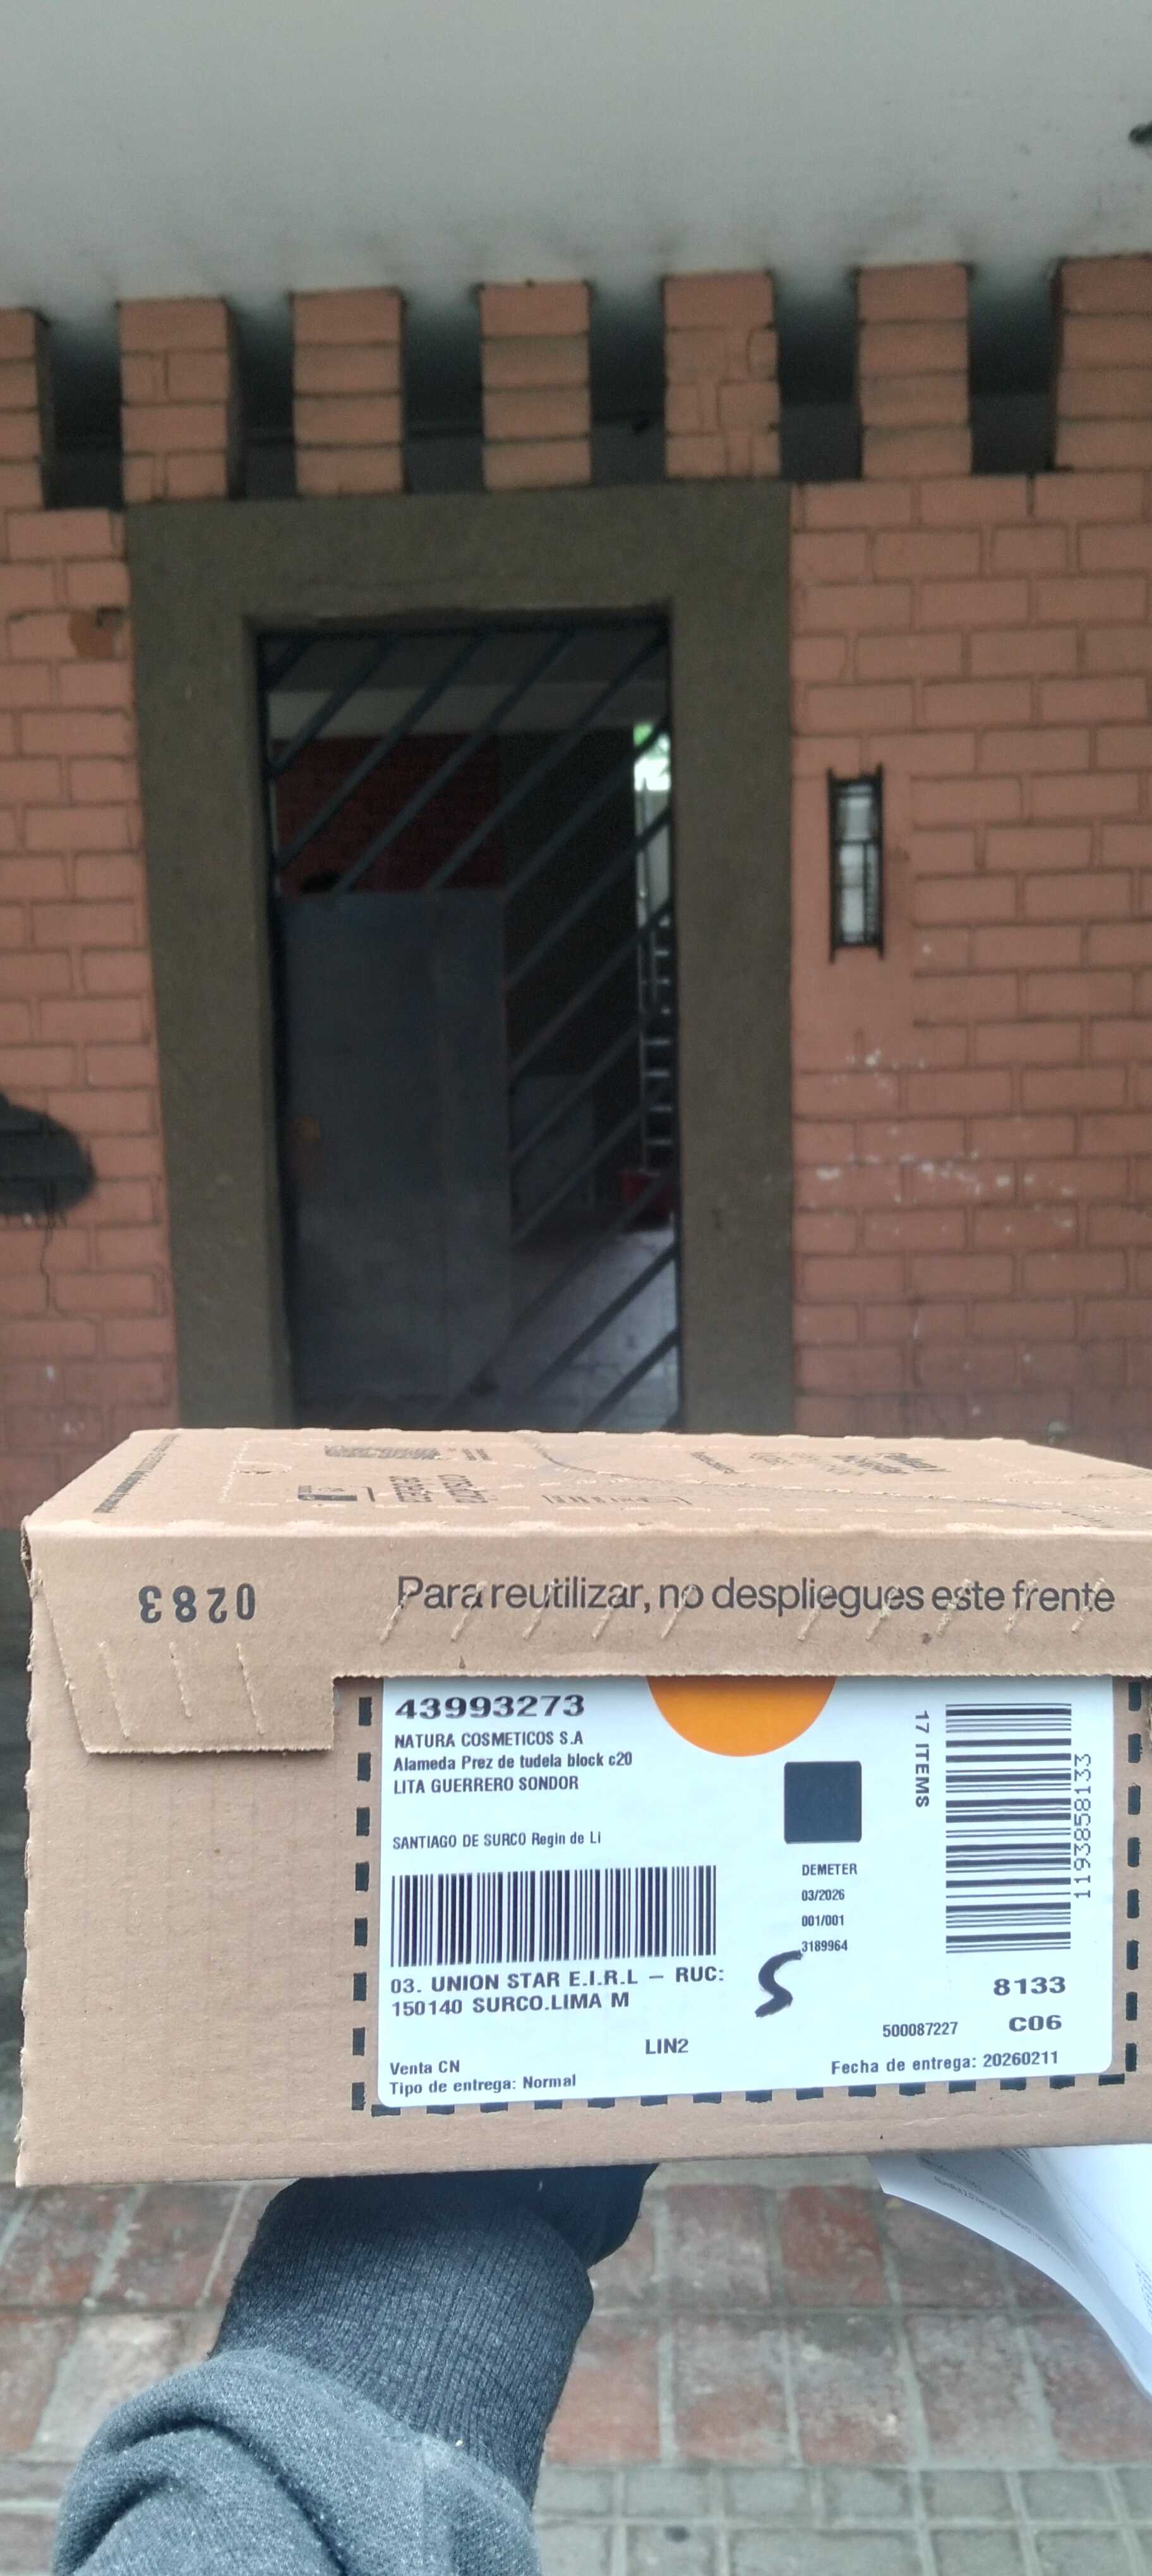 0283
Para reutilizar, no despliegues este frente
43993273
NATURA COSMETICOS S.A
Alameda Prez de tudela block c20
LITA GUERRERO SONDOR
SANTIAGO DE SURCO Regin de Li
17 ITEMS
1193858133
DEMETER
03/2026
001/001
3189964
03. UNION STAR E.I.R.L – RUC:
150140 SURCO.LIMA M
S
8133
500087227 C06
LIN2
Venta CN
Tipo de entrega: Normal
Fecha de entrega: 20260211